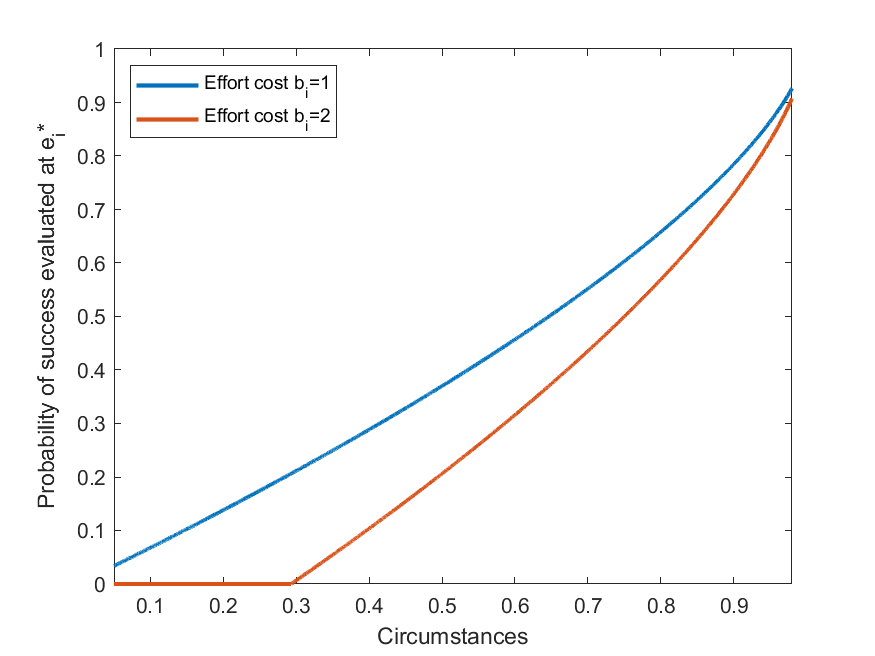 Effort cost b_i=1
Effort cost b_i=2
Probability of success evaluated at e_i*
1
0.9
0.8
0.7
0.6
0.5
0.4
0.3
0.2
0.1
0
0.1 0.2 0.3 0.4 0.5 0.6 0.7 0.8 0.9
Circumstances